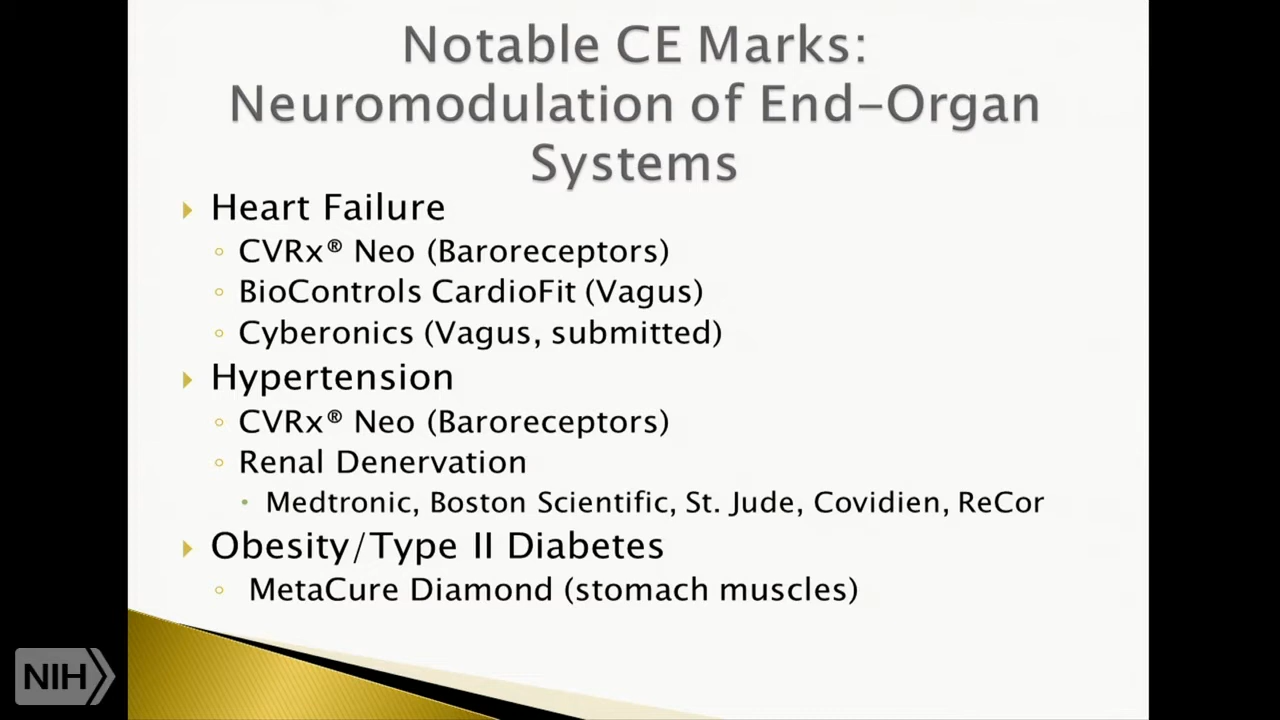 Notable CE Marks:
Neuromodulation of End-Organ
Systems
Heart Failure
CVRx® Neo (Baroreceptors)
BioControls CardioFit (Vagus)
Cyberonics (Vagus, submitted)
Hypertension
CVRx® Neo (Baroreceptors)
Renal Denervation
Medtronic, Boston Scientific, St. Jude, Covidien, ReCor
Obesity/Type II Diabetes
MetaCure Diamond (stomach muscles)
NIH